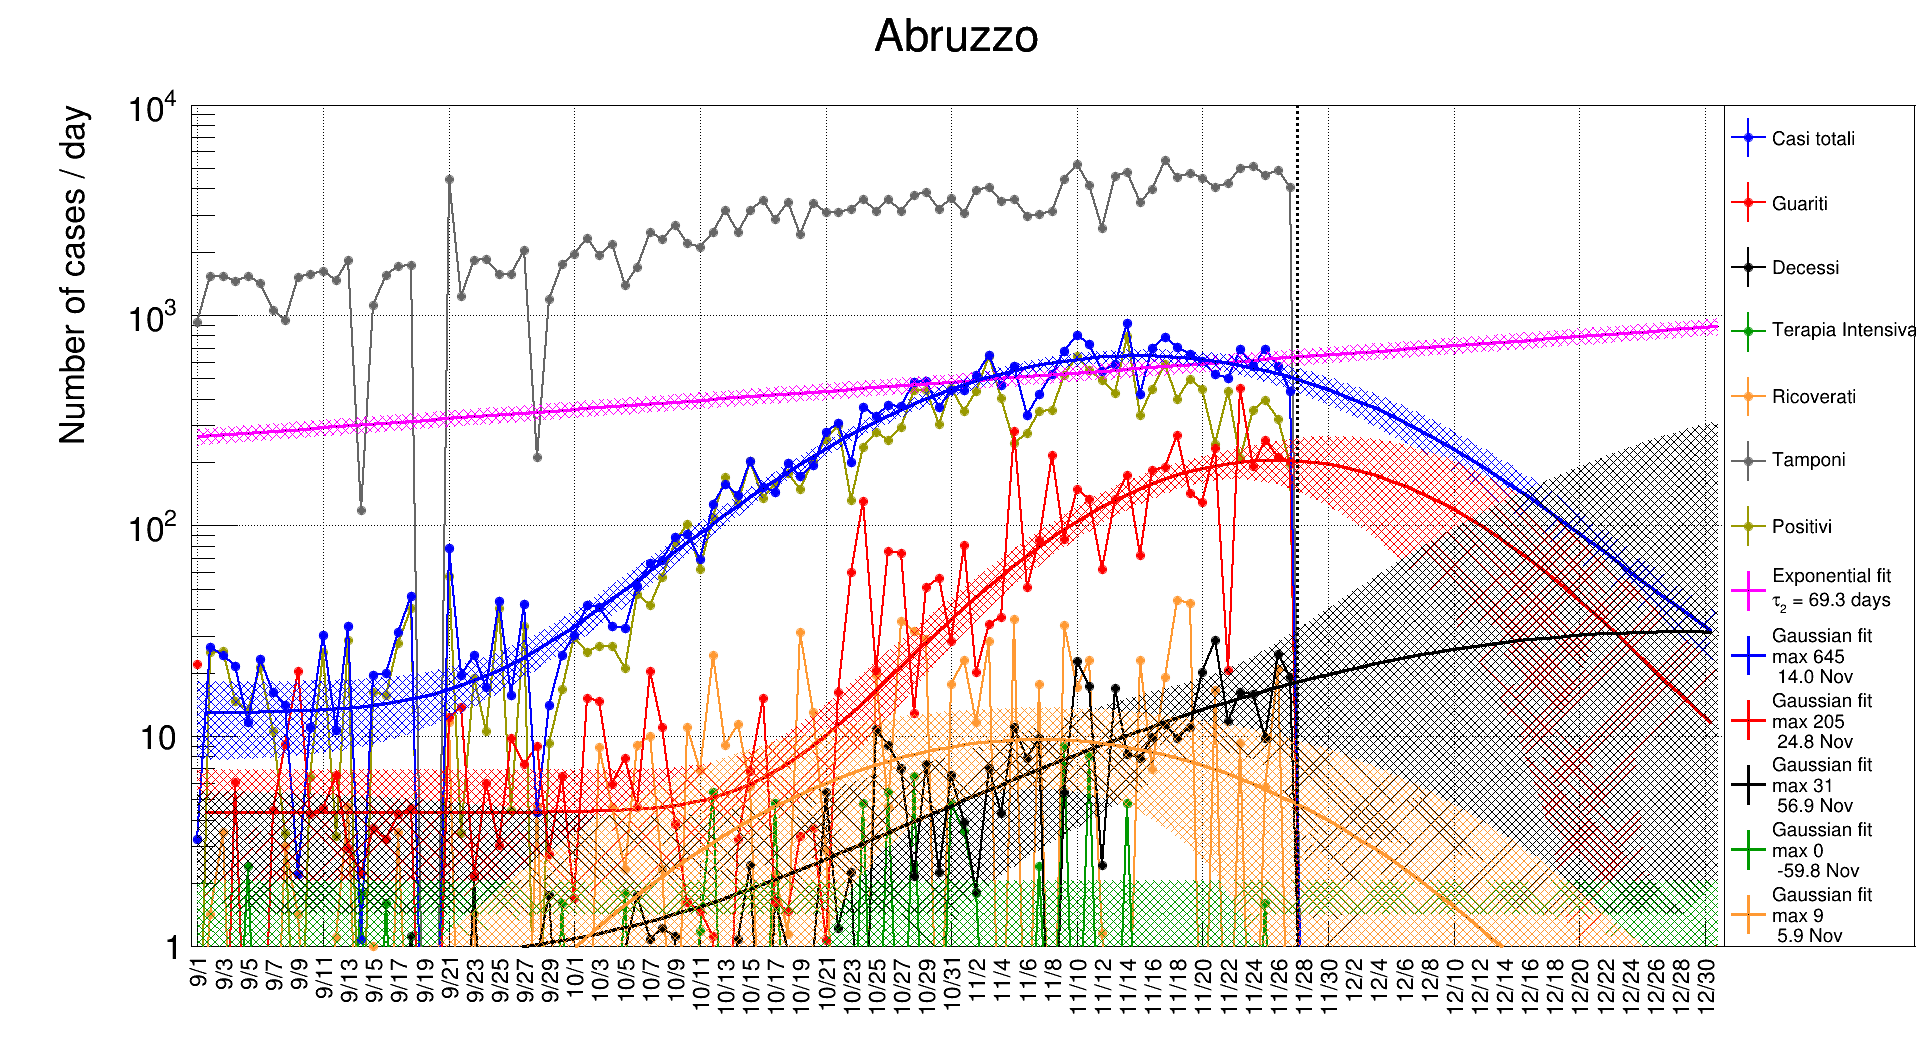 Abruzzo
Number of cases / day
10^4
10^3
10^2
10
1
9/1
9/3
9/5
9/7
9/9
9/11
9/13
9/15
9/17
9/19
9/21
9/23
9/25
9/27
9/29
10/1
10/3
10/5
10/7
10/9
10/11
10/13
10/15
10/17
10/19
10/21
10/23
10/25
10/27
10/29
10/31
11/2
11/4
11/6
11/8
11/10
11/12
11/14
11/16
11/18
11/20
11/22
11/24
11/26
11/28
11/30
12/2
12/4
12/6
12/8
12/10
12/12
12/14
12/16
12/18
12/20
12/22
12/24
12/26
12/28
12/30
Casi totali
Guariti
Decessi
Terapia Intensiva
Ricoverati
Tamponi
Positivi
Exponential fit
τ₂ = 69.3 days
Gaussian fit
max 645
14.0 Nov
Gaussian fit
max 205
24.8 Nov
Gaussian fit
max 31
56.9 Nov
Gaussian fit
max 0
-59.8 Nov
Gaussian fit
max 9
5.9 Nov